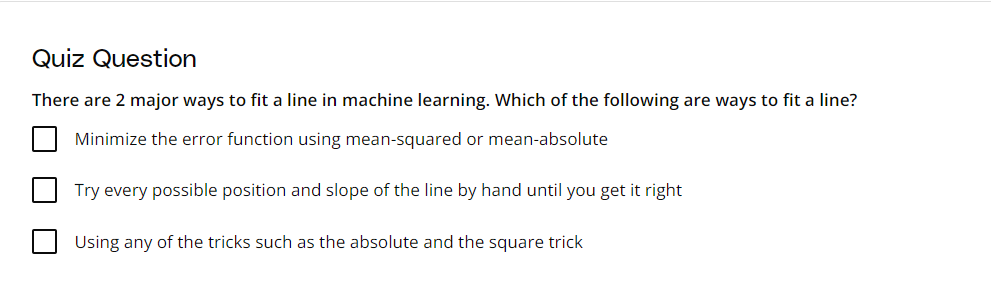 Quiz Question
There are 2 major ways to fit a line in machine learning. Which of the following are ways to fit a line?
Minimize the error function using mean-squared or mean-absolute
Try every possible position and slope of the line by hand until you get it right
Using any of the tricks such as the absolute and the square trick